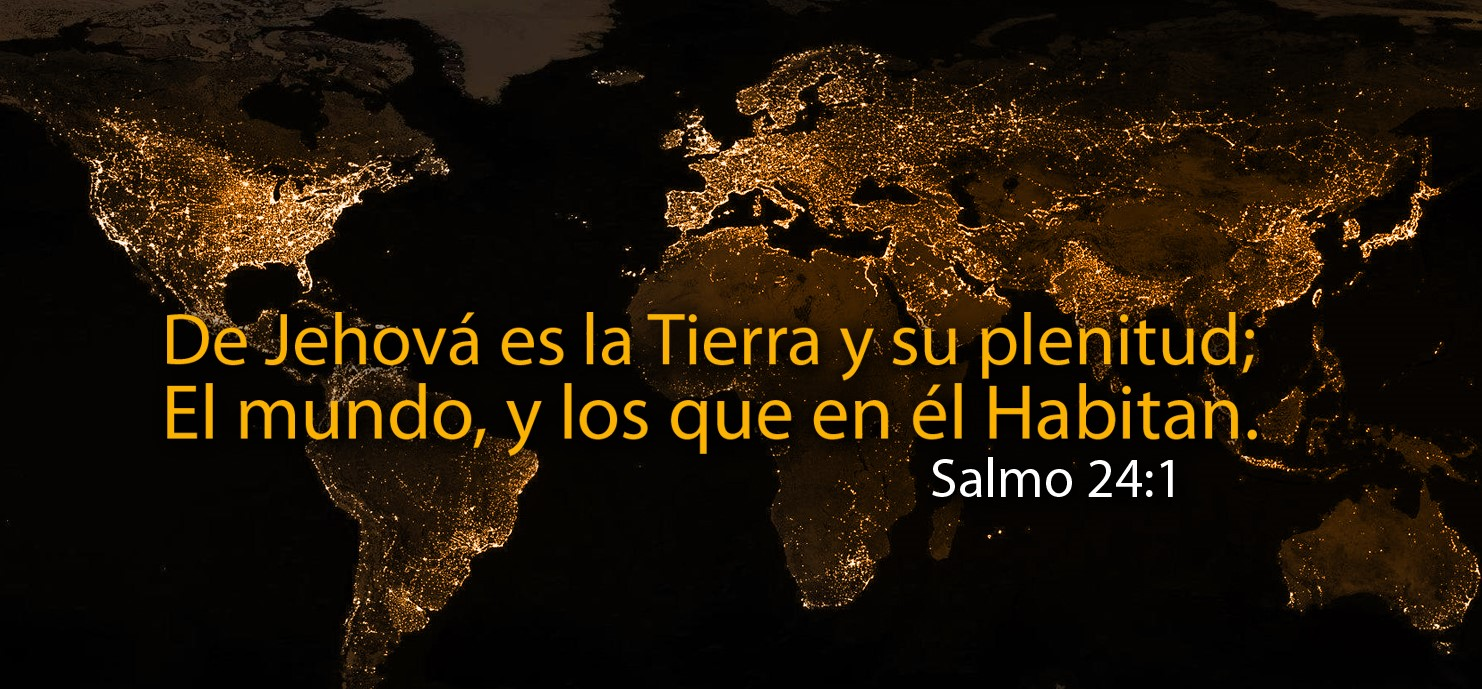 De Jehová es la Tierra y su plenitud;
El mundo, y los que en él Habitan.
Salmo 24:1